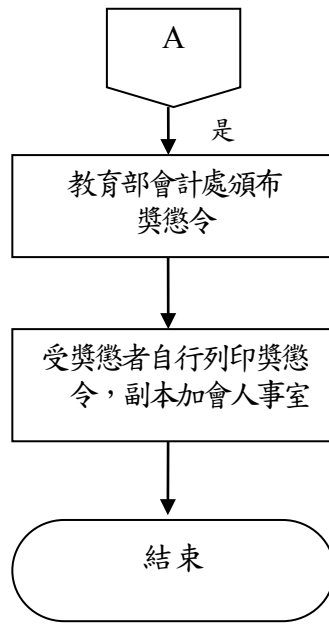 A
是
教育部會計處頒布
獎懲令
受獎懲者自行列印獎懲
令，副本加會人事室
結束